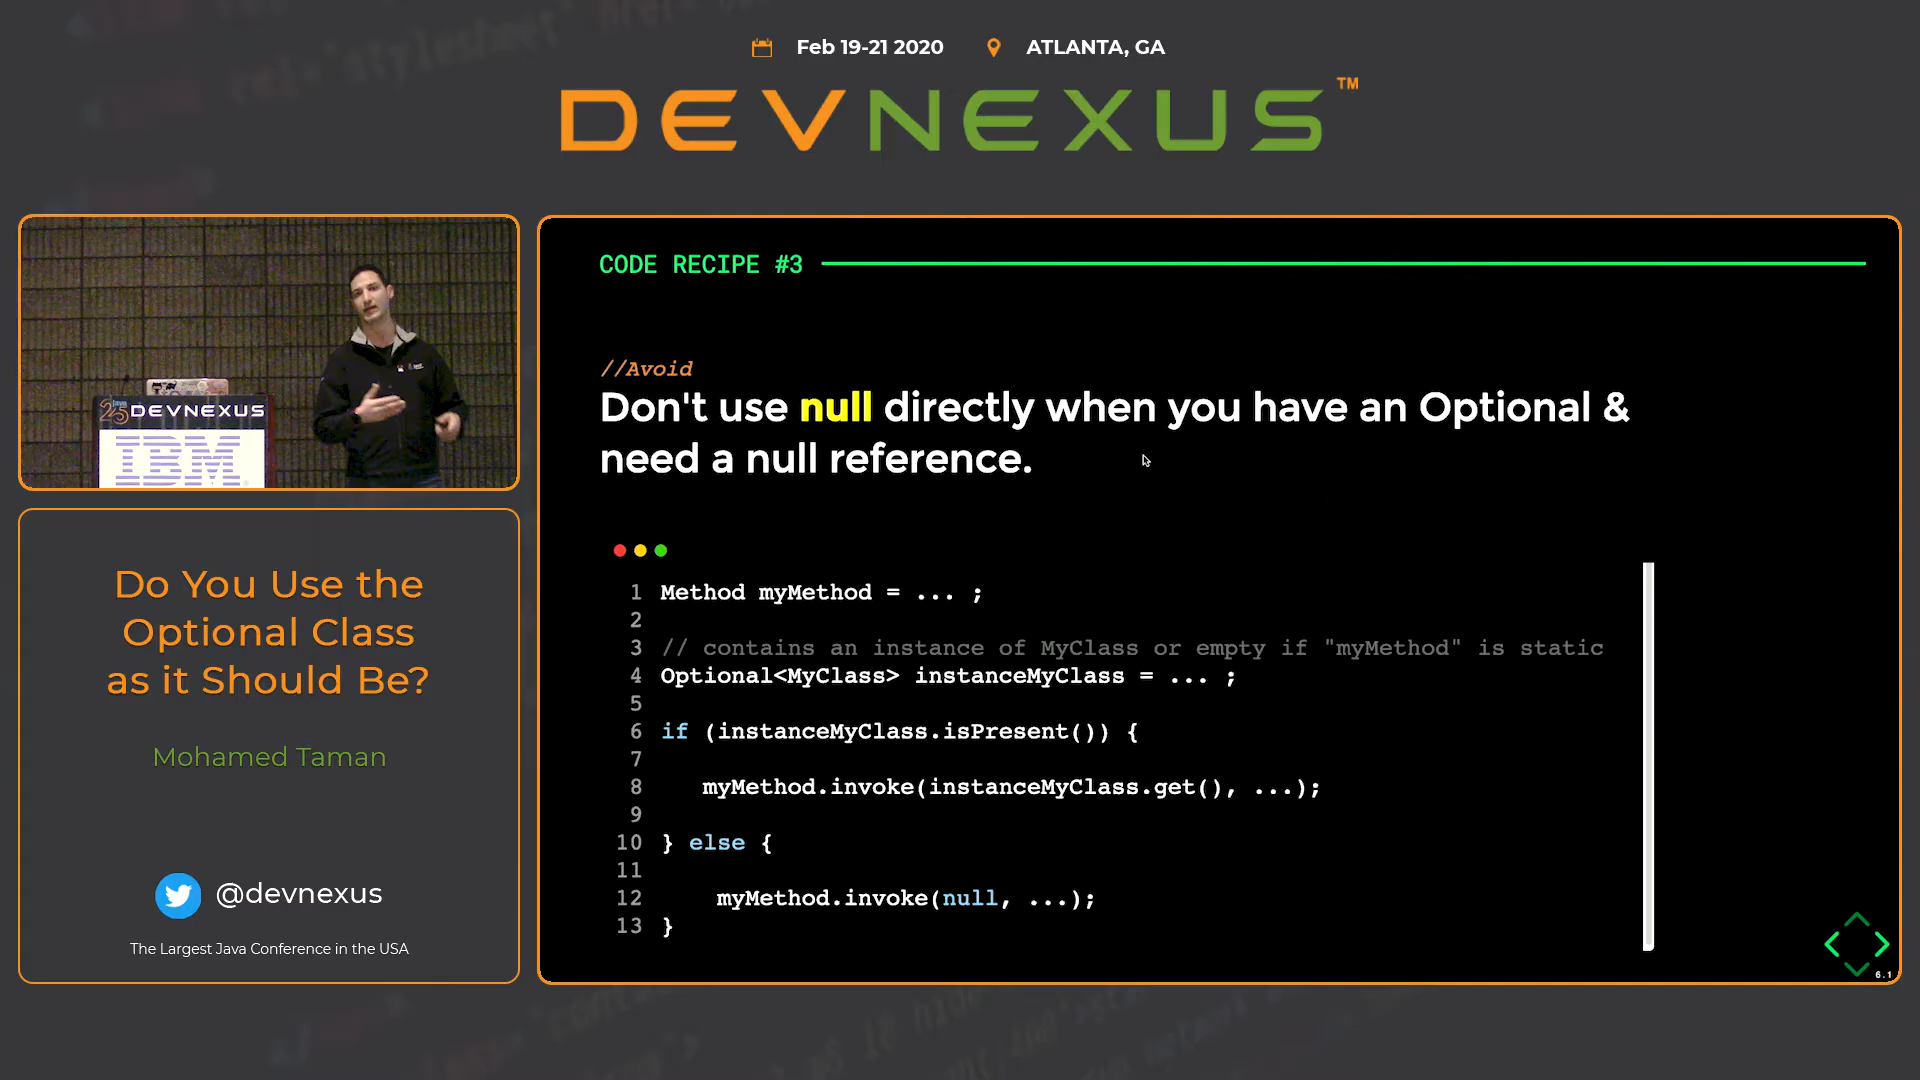 Feb 19-21 2020 ATLANTA, GA
DEVNEXUS™
25 DEVNEXUS
IBM
Do You Use the
Optional Class
as it Should Be?
Mohamed Taman
@devnexus
The Largest Java Conference in the USA
CODE RECIPE #3
//Avoid
Don't use null directly when you have an Optional &
need a null reference.
1 Method myMethod = ... ;
2
3 // contains an instance of MyClass or empty if "myMethod" is static
4 Optional<MyClass> instanceMyClass = ... ;
5
6 if (instanceMyClass.isPresent()) {
7
8 myMethod.invoke(instanceMyClass.get(), ...);
9
10 } else {
11
12 myMethod.invoke(null, ...);
13 }
6.1